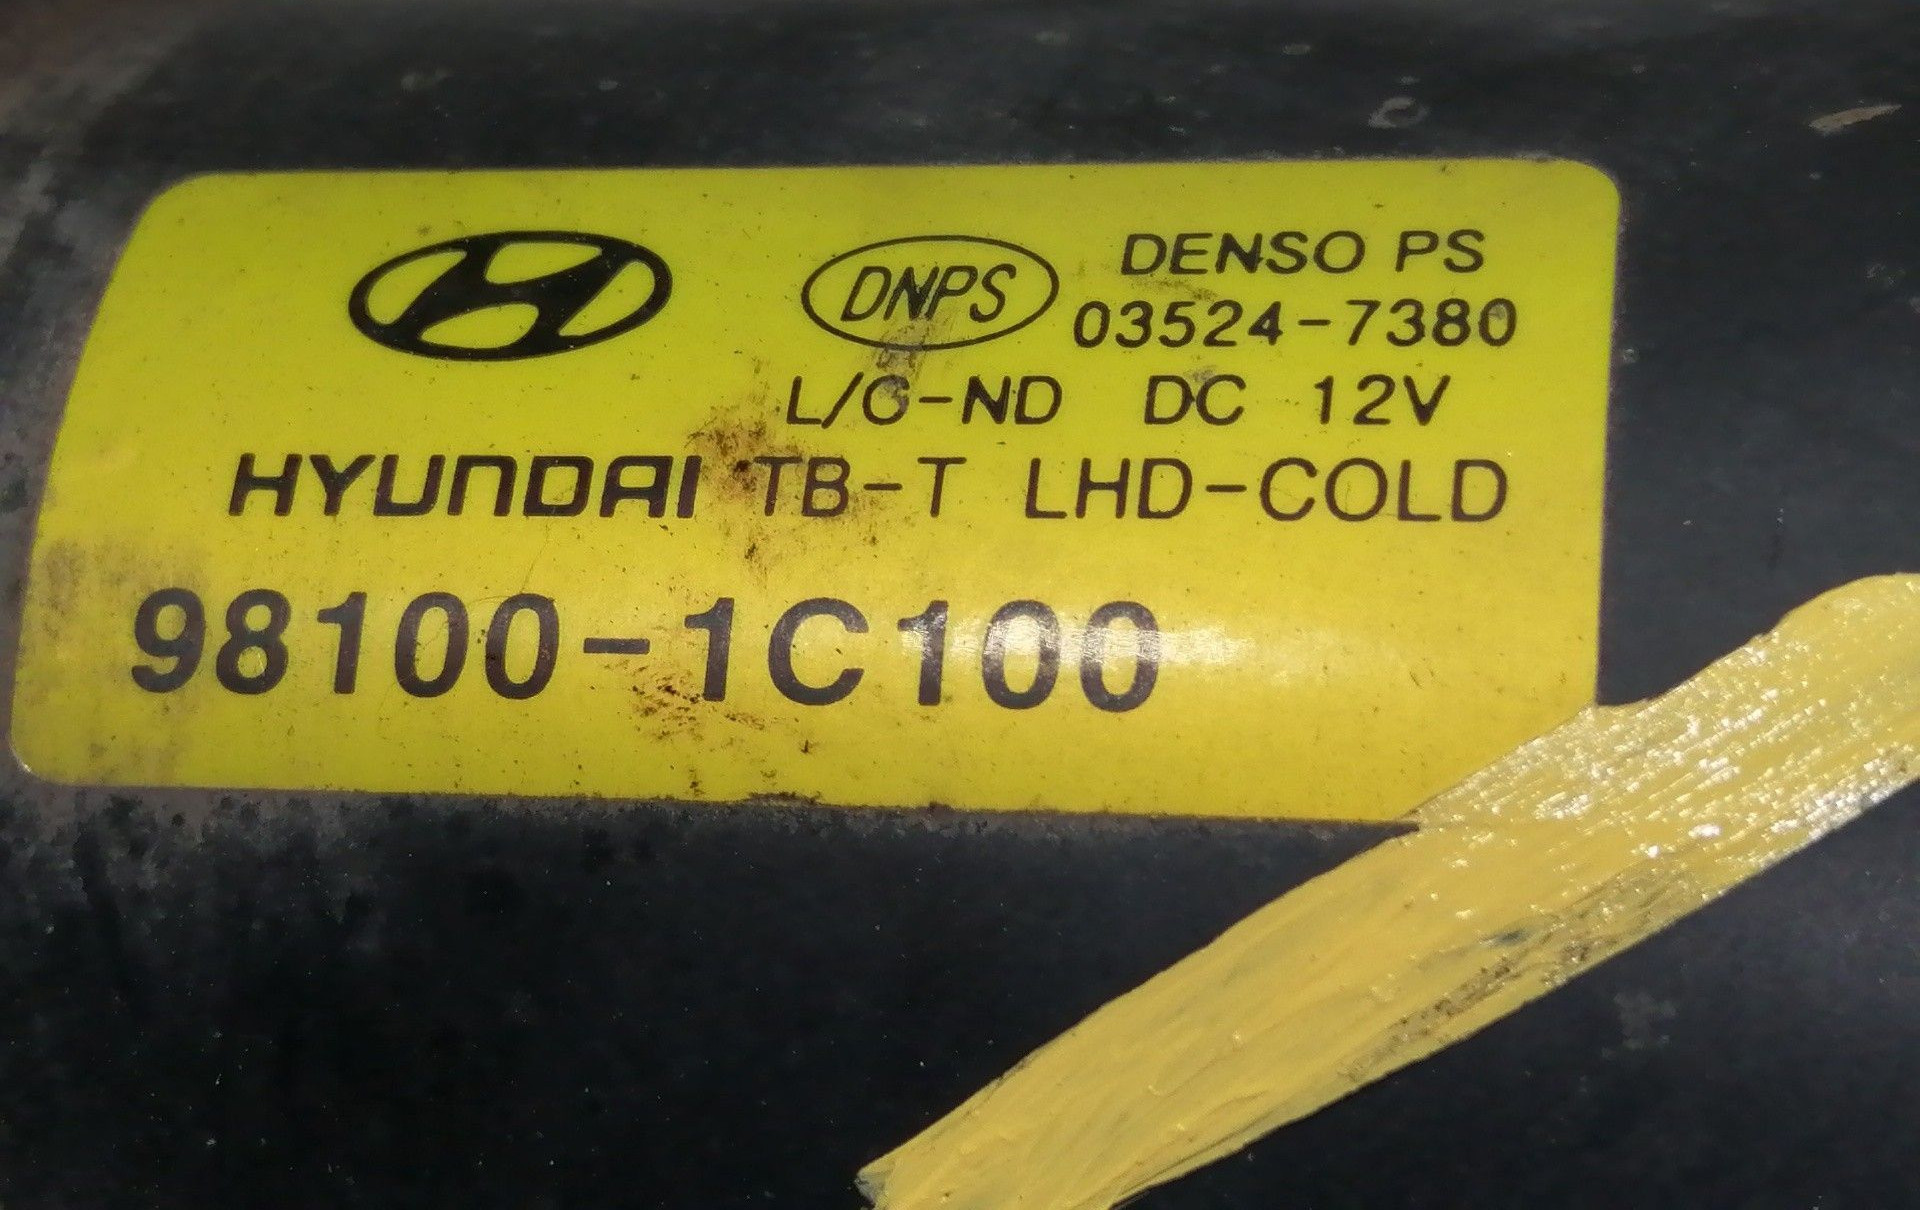 DNPS DENSO PS
03524-7380
L/G-ND DC 12V
HYUNDAI TB-T LHD-COLD
98100-1C100